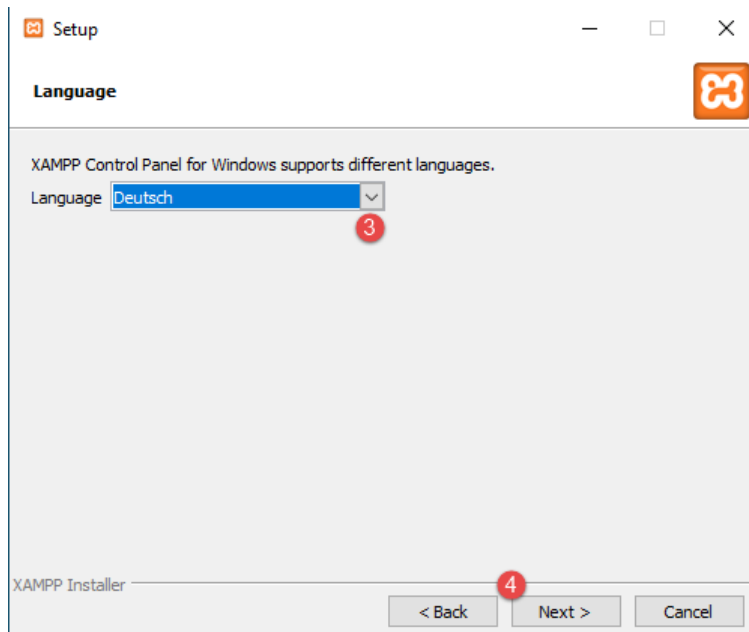 Setup
Language
XAMPP Control Panel for Windows supports different languages.
Language Deutsch
3
XAMPP Installer
4
< Back Next > Cancel